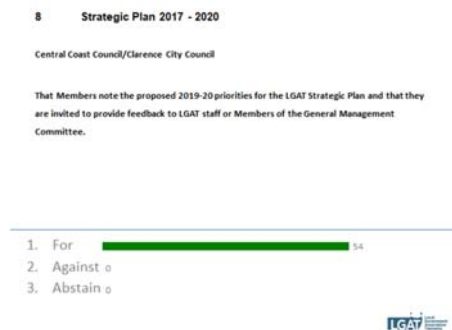 8 Strategic Plan 2017 - 2020
Central Coast Council/Clarence City Council
That Members note the proposed 2019-20 priorities for the LGAT Strategic Plan and that they
are invited to provide feedback to LGAT staff or Members of the General Management
Committee.
1. For 54
2. Against 0
3. Abstain 0
LGAT